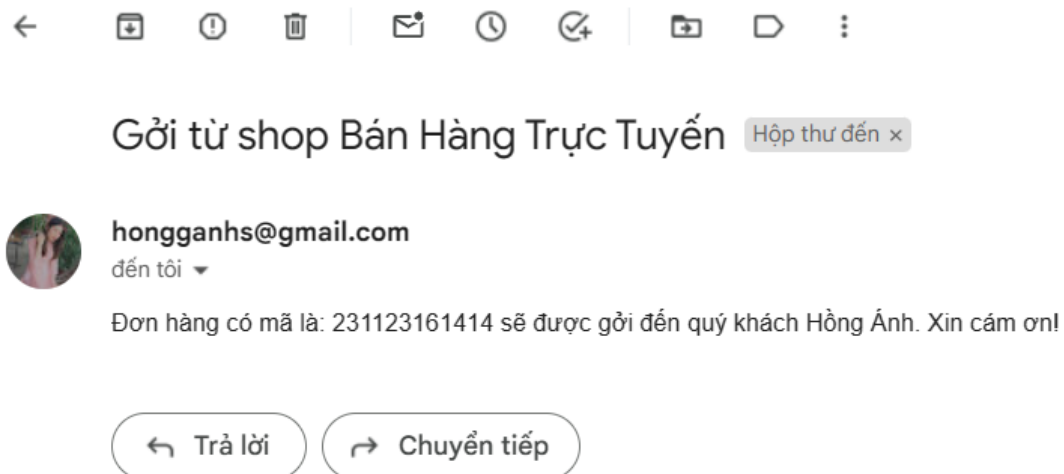 Gởi từ shop Bán Hàng Trực Tuyến Hộp thư đến ×
hongganhs@gmail.com
đến tôi
Đơn hàng có mã là: 231123161414 sẽ được gởi đến quý khách Hồng Ánh. Xin cám ơn!
Trả lời Chuyển tiếp